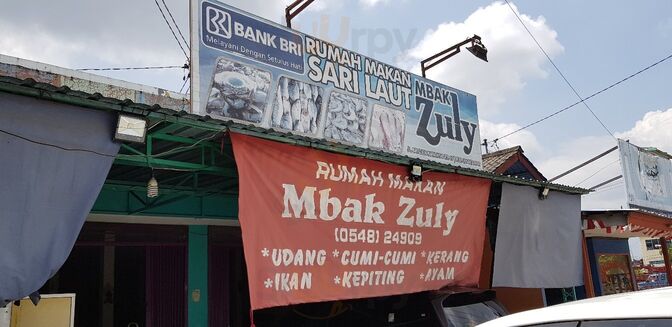 BRI BANK BRI
Melayani Dengan Setulus Hati
RUMAH MAKAN
SARI LAUT
MBAK
Zuly
RUMAH MAKAN
Mbak Zuly
(0548) 24909
*UDANG *CUMI-CUMI *KERANG
*IKAN *KEPITING *AYAM